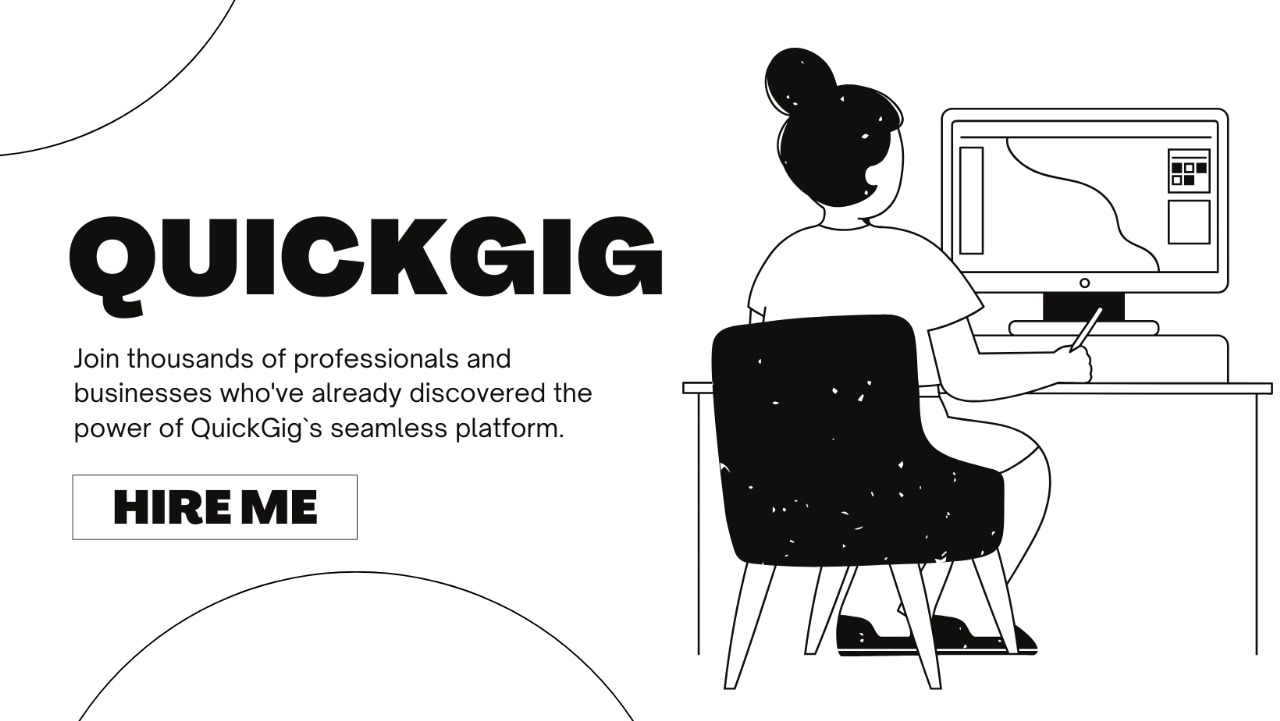 QUICKGIG
Join thousands of professionals and
businesses who've already discovered the
power of QuickGig`s seamless platform.
HIRE ME